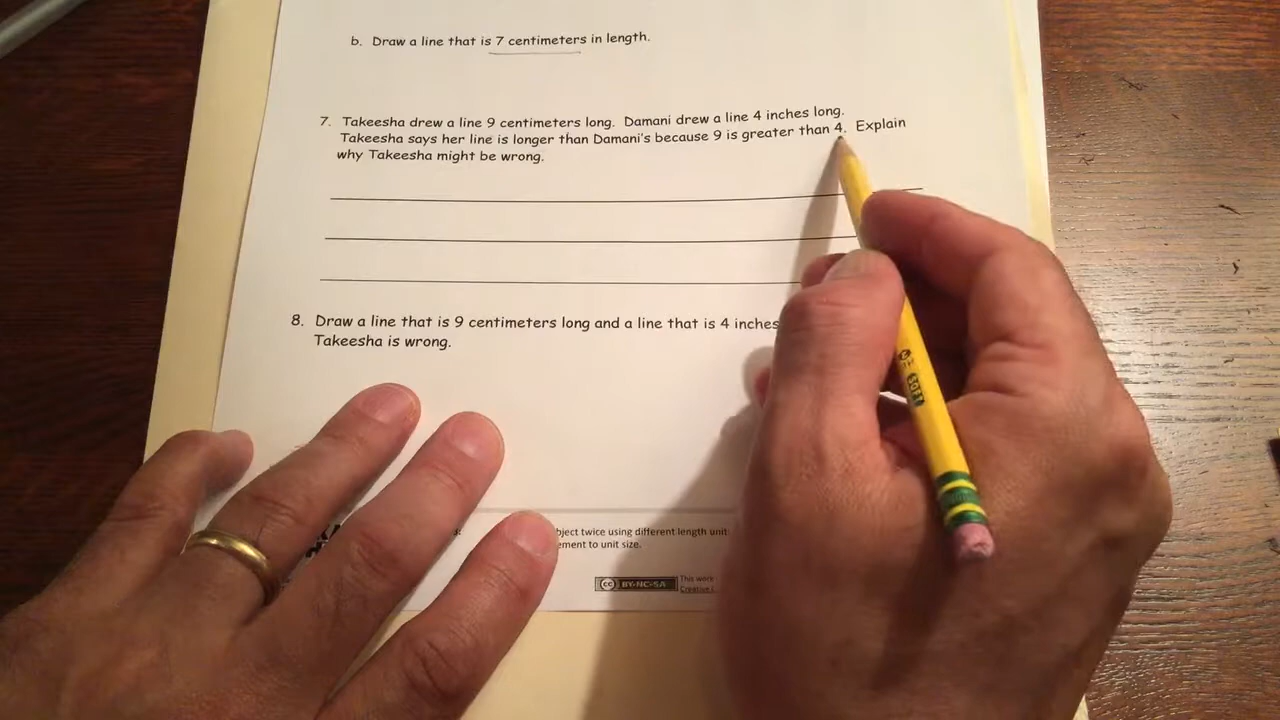 b. Draw a line that is 7 centimeters in length.
7. Takeesha drew a line 9 centimeters long. Damani drew a line 4 inches long.
Takeesha says her line is longer than Damani's because 9 is greater than 4. Explain
why Takeesha might be wrong.
8. Draw a line that is 9 centimeters long and a line that is 4 inches
Takeesha is wrong.
bject twice using different length unit
ement to unit size.
cc BY-NC-SA
This work
Creative
SOFT